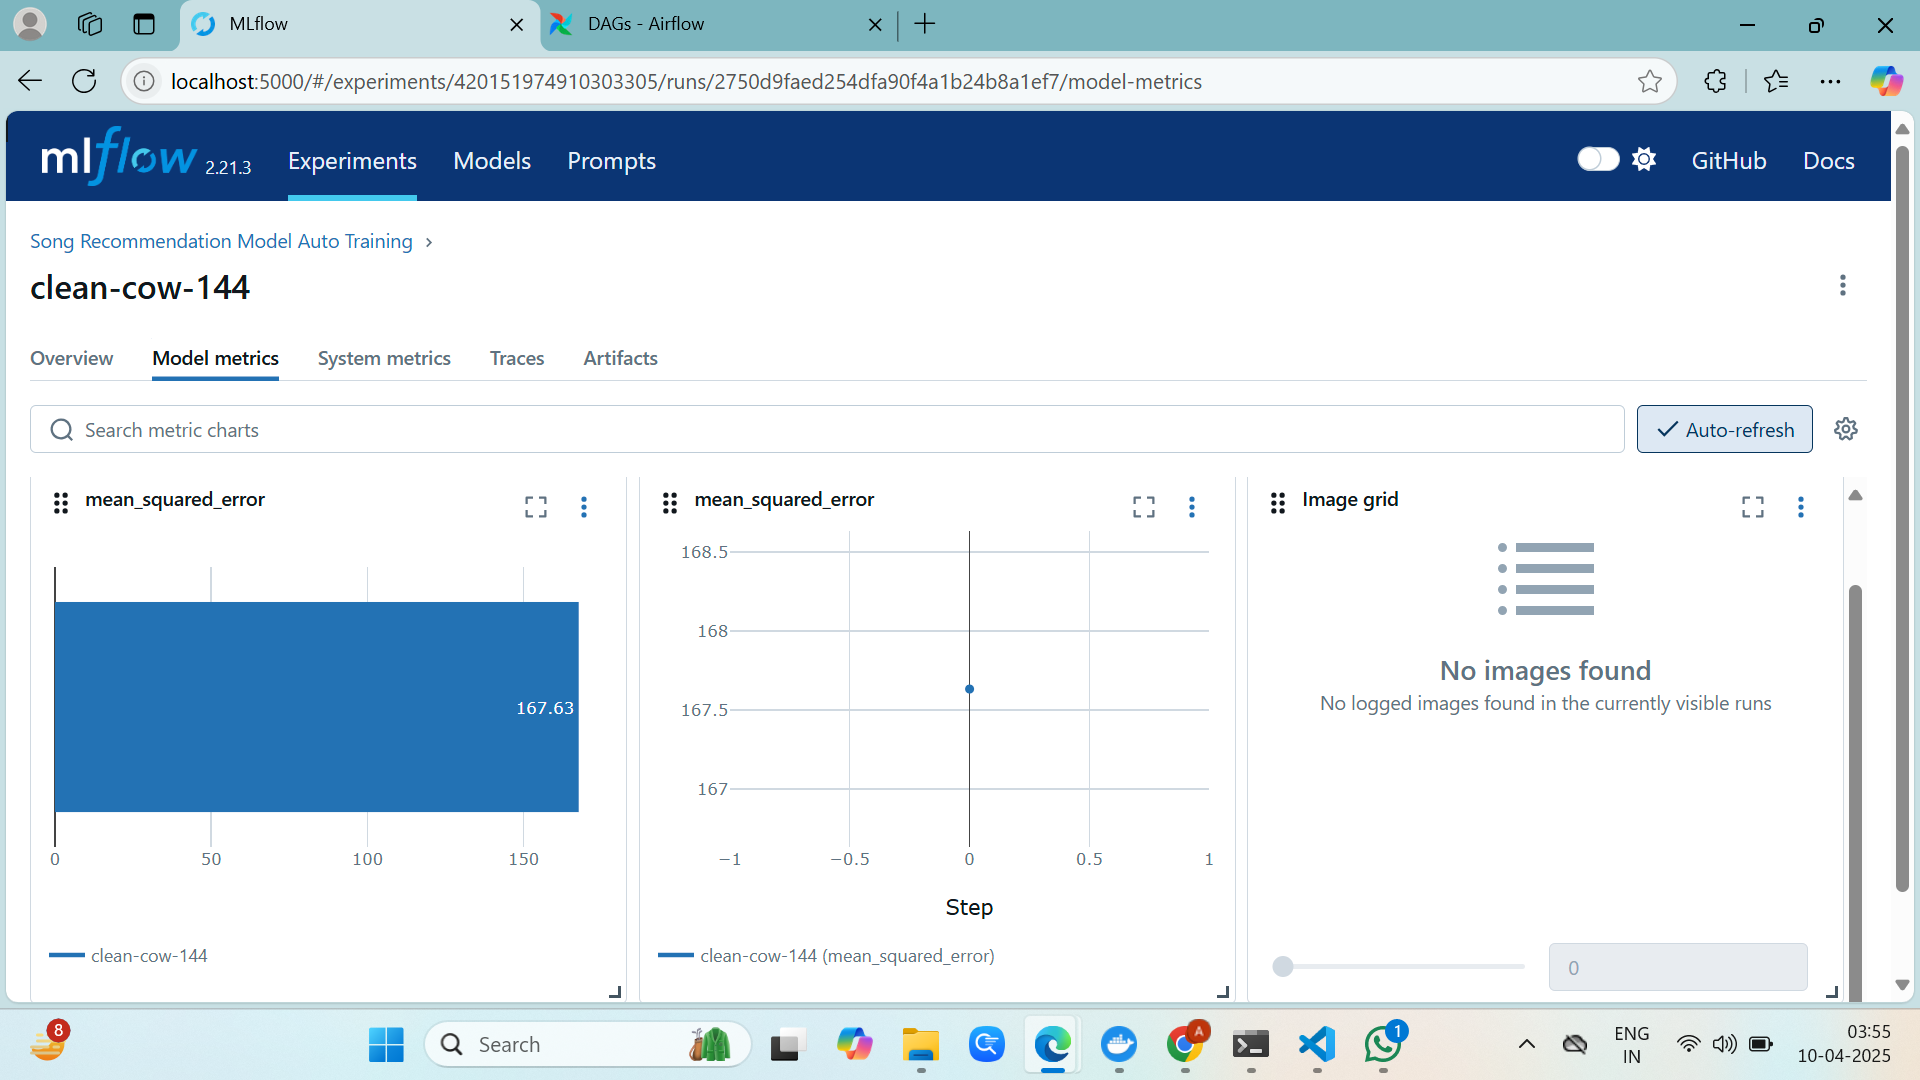 MLflow
DAGs - Airflow
localhost:5000/#/experiments/420151974910303305/runs/2750d9faed254dfa90f4a1b24b8a1ef7/model-metrics
mlflow 2.21.3
Experiments
Models
Prompts
GitHub
Docs
Song Recommendation Model Auto Training
clean-cow-144
Overview
Model metrics
System metrics
Traces
Artifacts
Search metric charts
Auto-refresh
mean_squared_error
167.63
0 50 100 150
clean-cow-144
mean_squared_error
168.5
168
167.5
167
−1 −0.5 0 0.5 1
Step
clean-cow-144 (mean_squared_error)
Image grid
No images found
No logged images found in the currently visible runs
0
8
Search
A
1
ENG
IN
03:55
10-04-2025